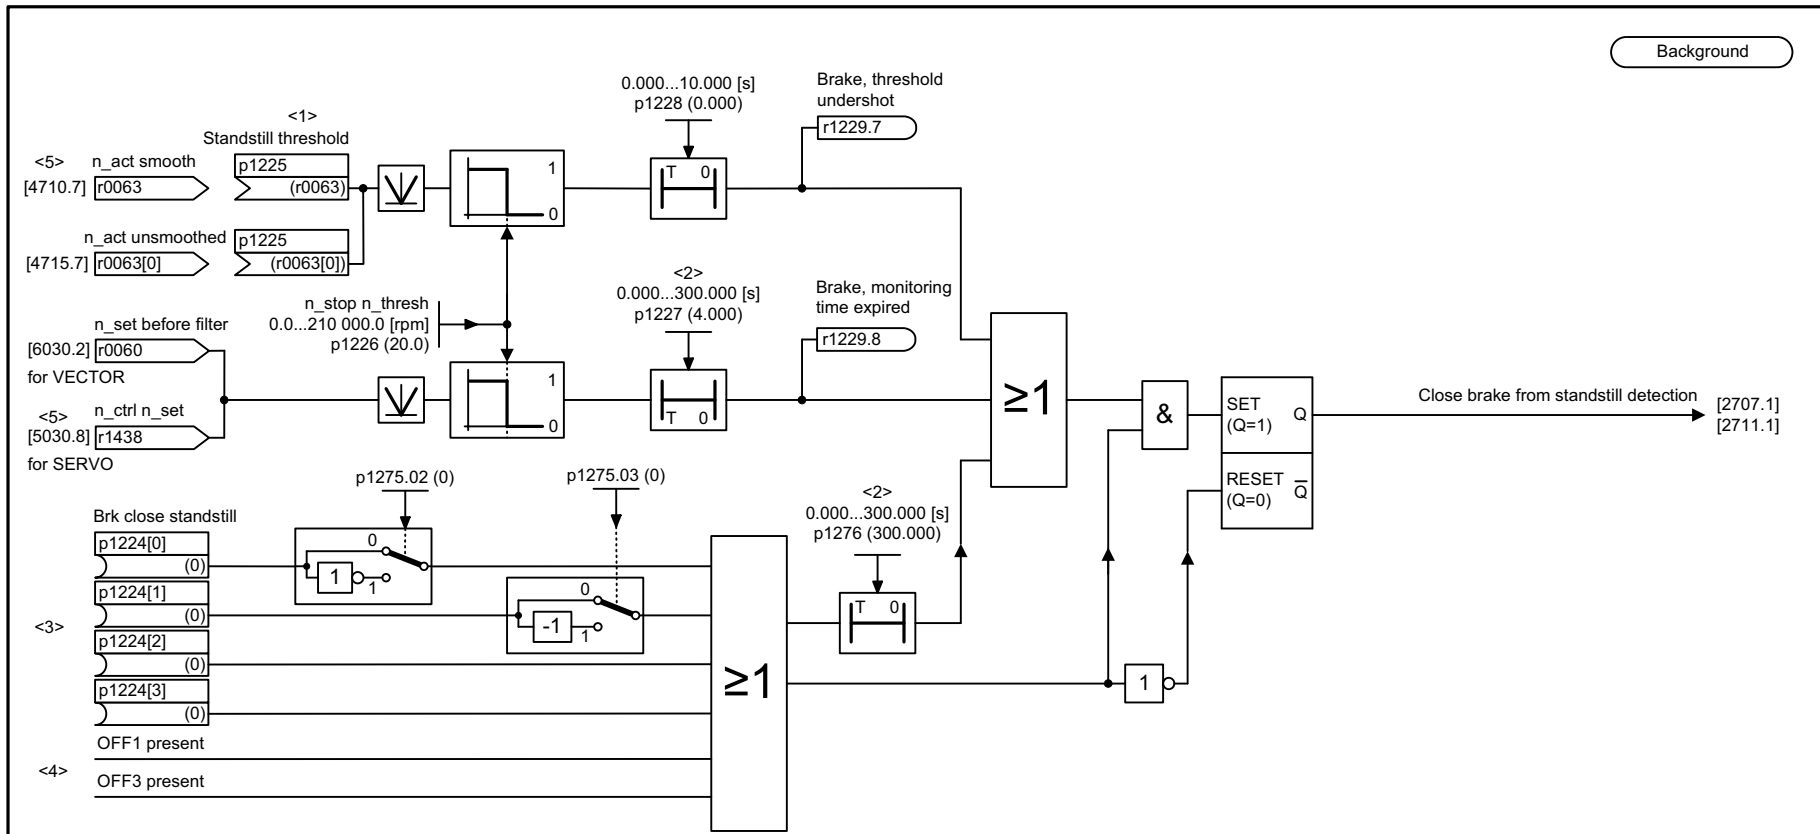 Background
0.000...10.000 [s]
p1228 (0.000)
Brake, threshold
undershot
r1229.7
<1>
Standstill threshold
<5>
n_act smooth
p1225
[4710.7]
r0063
(r0063)
1
0
T 0
n_act unsmoothed
p1225
[4715.7]
r0063[0]
(r0063[0])
<2>
0.000...300.000 [s]
p1227 (4.000)
Brake, monitoring
time expired
r1229.8
n_stop n_thresh
0.0...210 000.0 [rpm]
p1226 (20.0)
n_set before filter
[6030.2]
r0060
for VECTOR
<5>
n_ctrl n_set
[5030.8]
r1438
for SERVO
1
0
T 0
≥1
&
SET
(Q=1)
Q
RESET
(Q=0)
Q̅
Close brake from standstill detection
[2707.1]
[2711.1]
p1275.02 (0)
p1275.03 (0)
<2>
0.000...300.000 [s]
p1276 (300.000)
T 0
Brk close standstill
p1224[0]
(0)
0
1
1
p1224[1]
(0)
0
-1
1
<3>
p1224[2]
(0)
p1224[3]
(0)
≥1
1
OFF1 present
<4>
OFF3 present